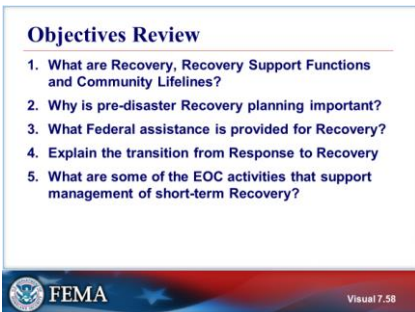 Objectives Review
1. What are Recovery, Recovery Support Functions
and Community Lifelines?
2. Why is pre-disaster Recovery planning important?
3. What Federal assistance is provided for Recovery?
4. Explain the transition from Response to Recovery
5. What are some of the EOC activities that support
management of short-term Recovery?
FEMA
Visual 7.58